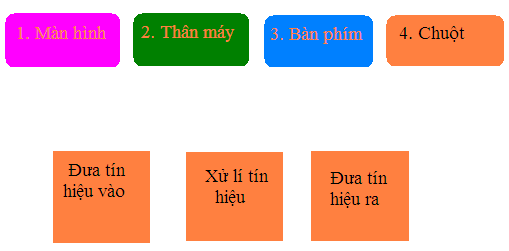 1. Màn hình
2. Thân máy
3. Bàn phím
4. Chuột
Đưa tín
hiệu vào
Xử lí tín
hiệu
Đưa tín
hiệu ra